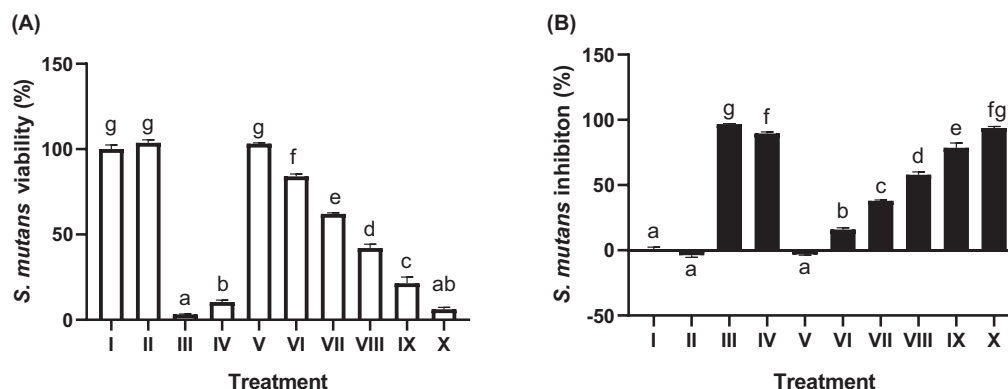 (A)
S. mutans viability (%)
150
100
50
0
g
g
a
b
g
f
e
d
c
ab
I II III IV V VI VII VIII IX X
Treatment
(B)
S. mutans inhibiton (%)
150
100
50
0
-50
a
a
g
f
a
b
c
d
e
fg
I II III IV V VI VII VIII IX X
Treatment